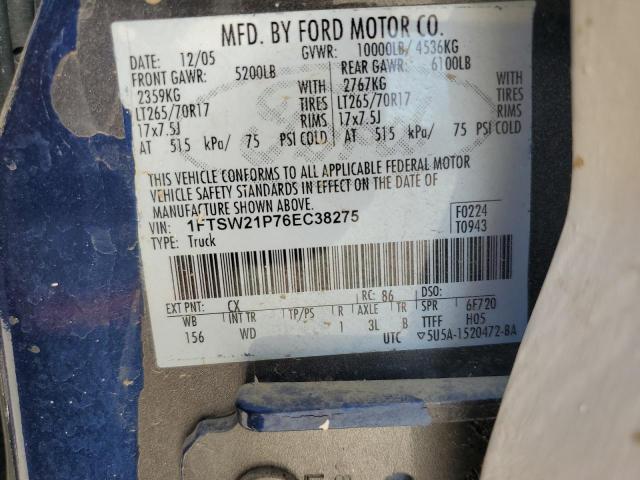 MFD. BY FORD MOTOR CO.
DATE: 12/05 GVWR: 10000LB/ 4536KG
FRONT GAWR: 5200LB REAR GAWR: 6100LB
2359KG WITH 2767KG WITH
LT265/70R17 TIRES LT265/70R17 TIRES
17x7.5J RIMS 17x7.5J RIMS
AT 515 kPa/ 75 PSI COLD AT 515 kPa/ 75 PSI COLD
THIS VEHICLE CONFORMS TO ALL APPLICABLE FEDERAL MOTOR
VEHICLE SAFETY STANDARDS IN EFFECT ON THE DATE OF
MANUFACTURE SHOWN ABOVE.
VIN: 1FTSW21P76EC38275 F0224
TYPE: Truck T0943
EXT PNT: CX RC: 86 DSO:
WB INT TR TP/PS R AXLE TR SPR 6F720
156 WD 1 3L B TTFF H05
UTC ▽5U5A-1520472-BA